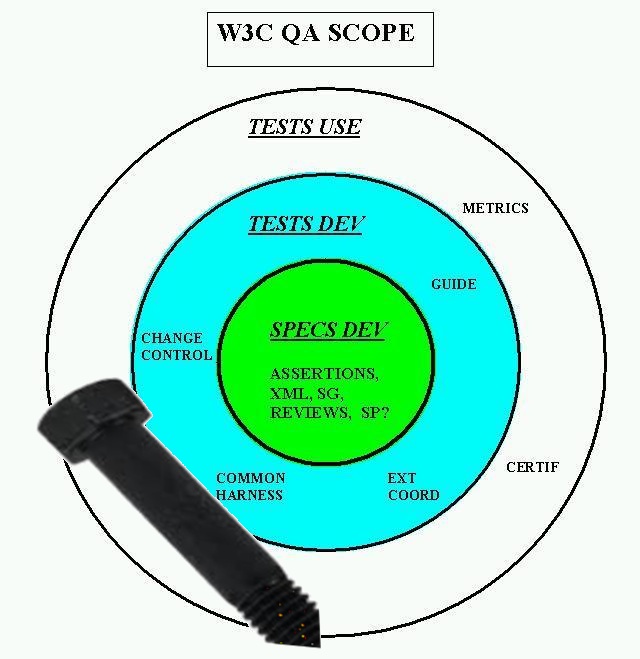 W3C QA SCOPE
TESTS USE
METRICS
TESTS DEV
GUIDE
SPECS DEV
CHANGE
CONTROL
ASSERTIONS,
XML, SG,
REVIEWS, SP?
CERTIF
COMMON
HARNESS
EXT
COORD